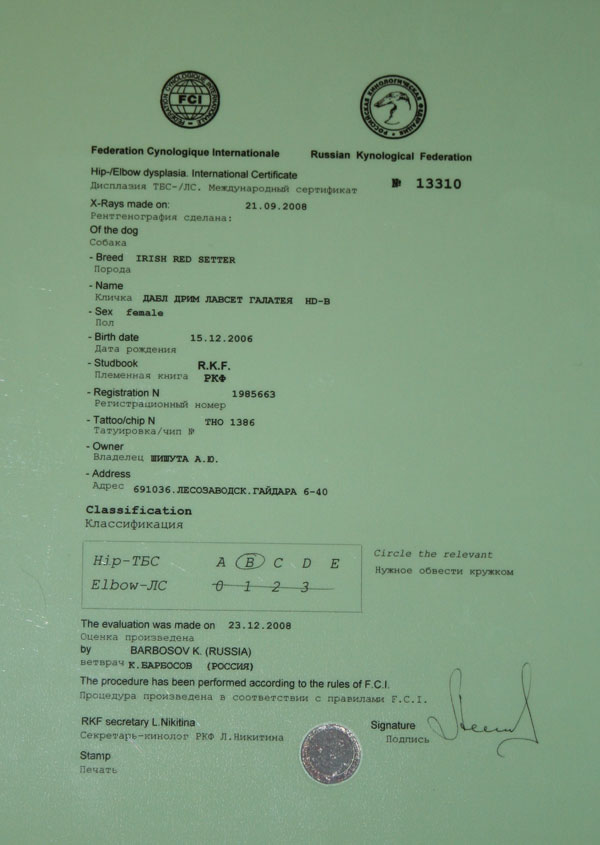 FEDERATION CYNOLOGIQUE INTERNATIONALE
FCI
РОССИЙСКАЯ КИНОЛОГИЧЕСКАЯ ФЕДЕРАЦИЯ
Federation Cynologique Internationale
Russian Kynological Federation
Hip-/Elbow dysplasia. International Certificate
Дисплазия ТБС-/ЛС. Международный сертификат
№ 13310
X-Rays made on: 21.09.2008
Рентгенография сделана:
Of the dog
Собака
- Breed IRISH RED SETTER
Порода
- Name
Кличка ДАБЛ ДРИМ ЛАВСЕТ ГАЛАТЕЯ HD-B
- Sex female
Пол
- Birth date 15.12.2006
Дата рождения
- Studbook R.K.F.
Племенная книга РКФ
- Registration N 1985663
Регистрационный номер
- Tattoo/chip N THO 1386
Татуировка/чип №
- Owner
Владелец ШИШУТА А.Ю.
- Address
Адрес 691036.ЛЕСОЗАВОДСК.ГАЙДАРА 6-40
Classification
Классификация
Hip-ТБС A B C D E
Elbow-ЛС 0 1 2 3
Circle the relevant
Нужное обвести кружком
The evaluation was made on 23.12.2008
Оценка произведена
by BARBOSOV K. (RUSSIA)
ветврач К.БАРБОСОВ (РОССИЯ)
The procedure has been performed according to the rules of F.C.I.
Процедура произведена в соответствии с правилами F.C.I.
RKF secretary L.Nikitina
Секретарь-кинолог РКФ Л.Никитина
Signature
Подпись
Stamp
Печать